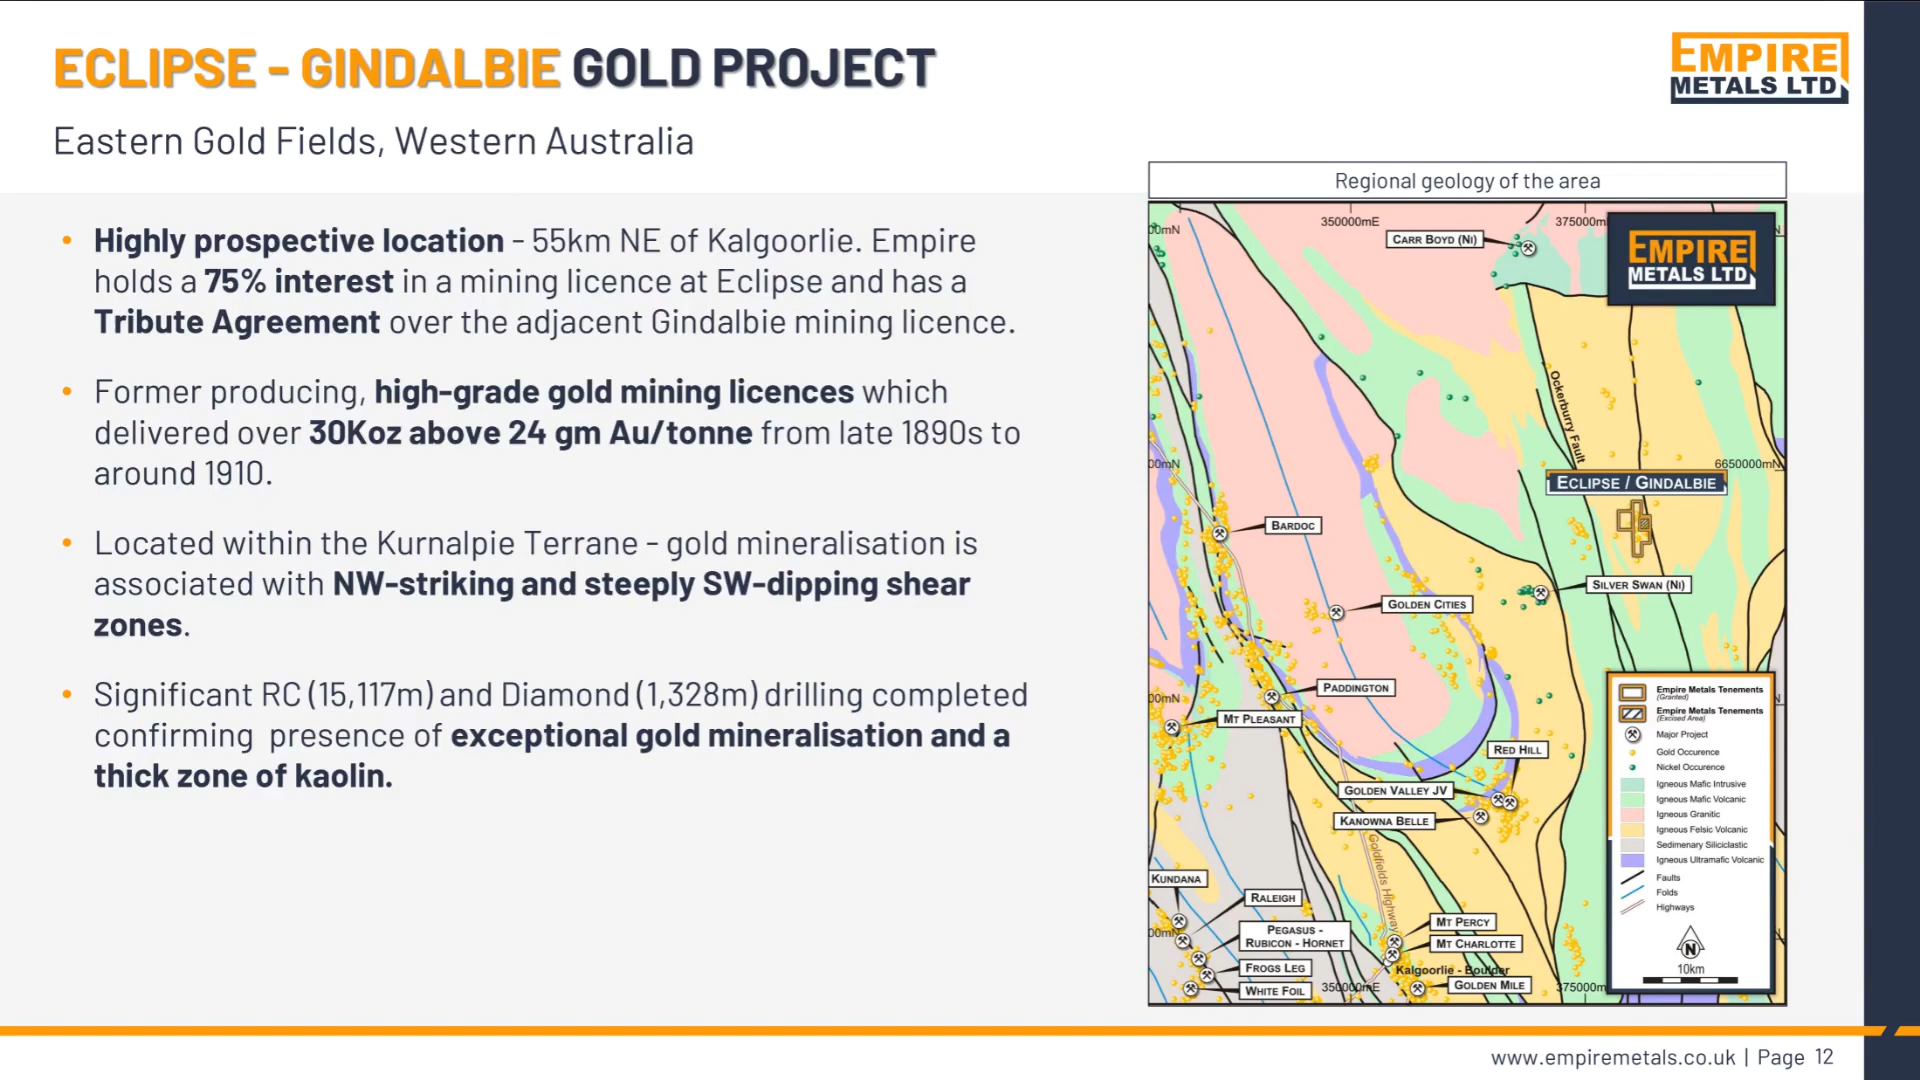 ECLIPSE - GINDALBIE GOLD PROJECT
EMPIRE
METALS LTD
Eastern Gold Fields, Western Australia
• Highly prospective location - 55km NE of Kalgoorlie. Empire
holds a 75% interest in a mining licence at Eclipse and has a
Tribute Agreement over the adjacent Gindalbie mining licence.
• Former producing, high-grade gold mining licences which
delivered over 30Koz above 24 gm Au/tonne from late 1890s to
around 1910.
• Located within the Kurnalpie Terrane - gold mineralisation is
associated with NW-striking and steeply SW-dipping shear
zones.
• Significant RC (15,117m) and Diamond (1,328m) drilling completed
confirming  presence of exceptional gold mineralisation and a
thick zone of kaolin.
Regional geology of the area
350000mE
375000m
00mN
CARR BOYD (NI)
EMPIRE
METALS LTD
Ockerburry Fault
00mN
6650000mN
ECLIPSE / GINDALBIE
BARDOC
SILVER SWAN (NI)
GOLDEN CITIES
PADDINGTON
00mN
MT PLEASANT
RED HILL
GOLDEN VALLEY JV
KANOWNA BELLE
Goldfields Highway
KUNDANA
RALEIGH
00mN
PEGASUS -
RUBICON - HORNET
MT PERCY
MT CHARLOTTE
FROGS LEG
Kalgoorlie - Boulder
WHITE FOIL
350000mE
GOLDEN MILE
375000m
Empire Metals Tenements
(Granted)
Empire Metals Tenements
(Excised Area)
Major Project
Gold Occurence
Nickel Occurence
Igneous Mafic Intrusive
Igneous Mafic Volcanic
Igneous Granitic
Igneous Felsic Volcanic
Sedimenary Siliciclastic
Igneous Ultramafic Volcanic
Faults
Folds
Highways
N
10km
www.empiremetals.co.uk | Page 12